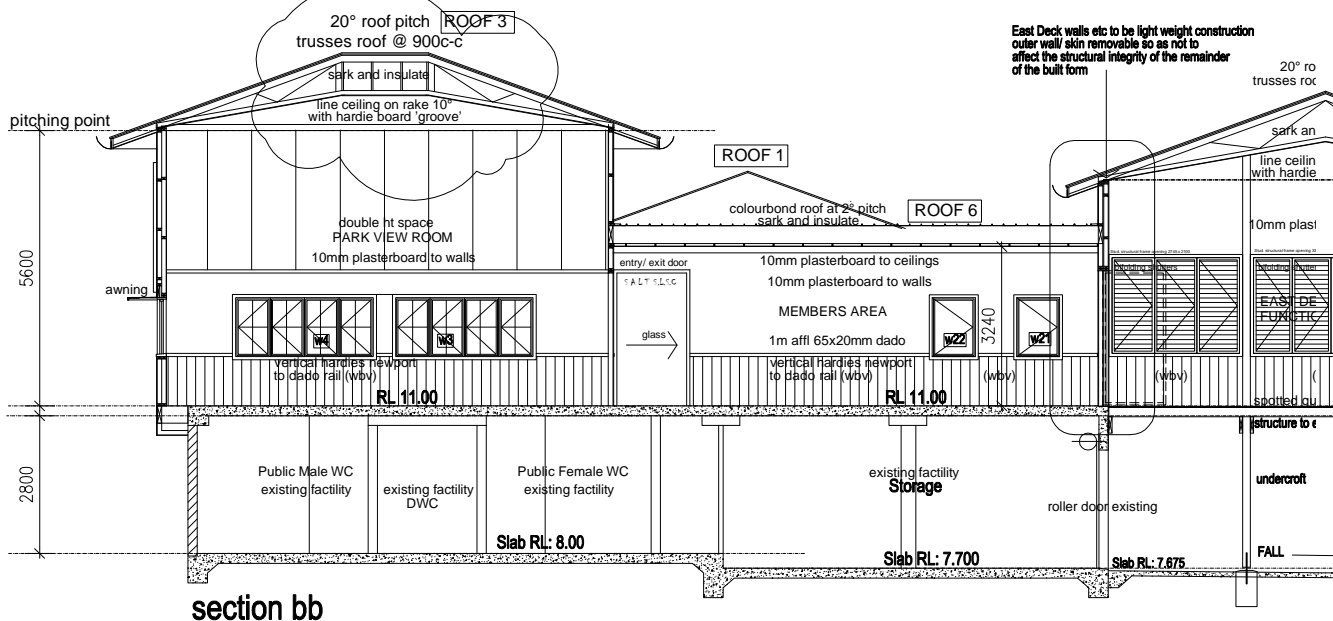 20° roof pitch
ROOF 3
trusses roof @ 900c-c
sark and insulate
line ceiling on rake 10°
with hardie board 'groove'
pitching point
East Deck walls etc to be light weight construction
outer wall/ skin removable so as not to
affect the structural integrity of the remainder
of the built form
20° ro
trusses roo
sark an
line ceilin
with hardie
ROOF 1
colourbond roof at 2° pitch
sark and insulate
ROOF 6
double ht space
PARK VIEW ROOM
10mm plasterboard to walls
entry/ exit door
SALT S.L.S.C
10mm plasterboard to ceilings
10mm plasterboard to walls
10mm plast
bifolding shutters
bifolding shutter
5600
awning
MEMBERS AREA
3240
EAST DE
FUNCTIC
w4
w3
glass
1m affl 65x20mm dado
w22
w21
vertical hardies newport
to dado rail (wbv)
vertical hardies newport
to dado rail (wbv)
(wbv)
(wbv)
(
RL 11.00
RL 11.00
spotted gu
structure to e
2800
Public Male WC
existing factility
existing factility
DWC
Public Female WC
existing factility
existing factility
Storage
undercroft
roller door existing
Slab RL: 8.00
Slab RL: 7.700
Slab RL: 7.675
FALL
section bb